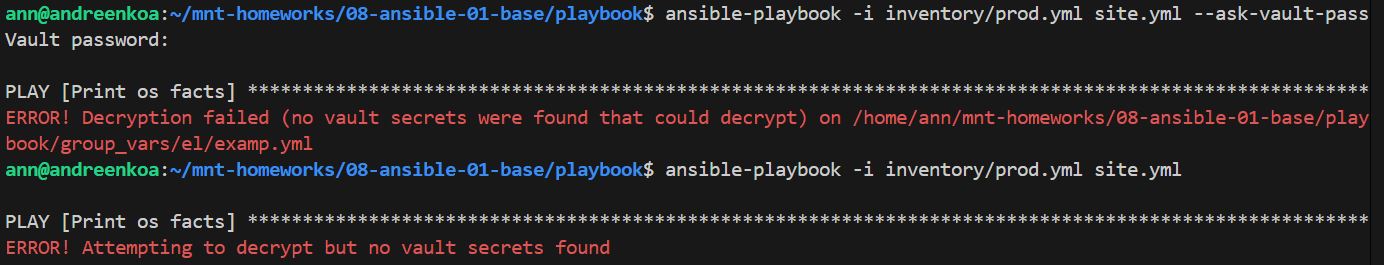 ann@andreenkoa:~/mnt-homeworks/08-ansible-01-base/playbook$ ansible-playbook -i inventory/prod.yml site.yml --ask-vault-pass
Vault password:
PLAY [Print os facts] ******************************************************************************************************
ERROR! Decryption failed (no vault secrets were found that could decrypt) on /home/ann/mnt-homeworks/08-ansible-01-base/play
book/group_vars/el/examp.yml
ann@andreenkoa:~/mnt-homeworks/08-ansible-01-base/playbook$ ansible-playbook -i inventory/prod.yml site.yml
PLAY [Print os facts] ******************************************************************************************************
ERROR! Attempting to decrypt but no vault secrets found